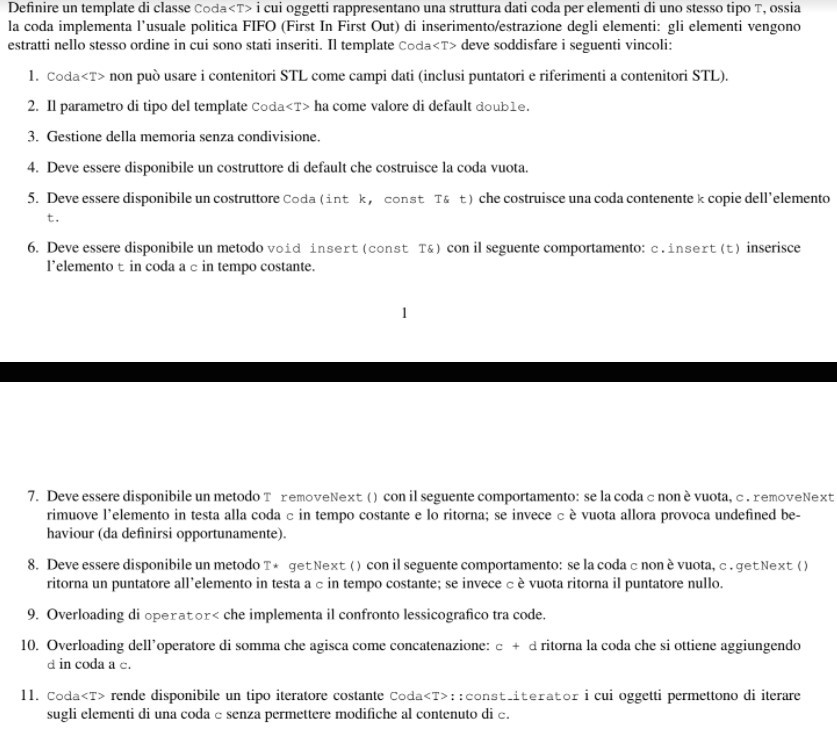 Definire un template di classe Coda<T> i cui oggetti rappresentano una struttura dati coda per elementi di uno stesso tipo T, ossia
la coda implementa l'usuale politica FIFO (First In First Out) di inserimento/estrazione degli elementi: gli elementi vengono
estratti nello stesso ordine in cui sono stati inseriti. Il template Coda<T> deve soddisfare i seguenti vincoli:
1. Coda<T> non può usare i contenitori STL come campi dati (inclusi puntatori e riferimenti a contenitori STL).
2. Il parametro di tipo del template Coda<T> ha come valore di default double.
3. Gestione della memoria senza condivisione.
4. Deve essere disponibile un costruttore di default che costruisce la coda vuota.
5. Deve essere disponibile un costruttore Coda(int k, const T& t) che costruisce una coda contenente k copie dell'elemento
t.
6. Deve essere disponibile un metodo void insert(const T&) con il seguente comportamento: c.insert(t) inserisce
l'elemento t in coda a c in tempo costante.
1
7. Deve essere disponibile un metodo T removeNext() con il seguente comportamento: se la coda c non è vuota, c.removeNext
rimuove l'elemento in testa alla coda c in tempo costante e lo ritorna; se invece c è vuota allora provoca undefined be-
haviour (da definirsi opportunamente).
8. Deve essere disponibile un metodo T* getNext() con il seguente comportamento: se la coda c non è vuota, c.getNext()
ritorna un puntatore all'elemento in testa a c in tempo costante; se invece c è vuota ritorna il puntatore nullo.
9. Overloading di operator< che implementa il confronto lessicografico tra code.
10. Overloading dell'operatore di somma che agisca come concatenazione: c + d ritorna la coda che si ottiene aggiungendo
d in coda a c.
11. Coda<T> rende disponibile un tipo iteratore costante Coda<T>::const_iterator i cui oggetti permettono di iterare
sugli elementi di una coda c senza permettere modifiche al contenuto di c.